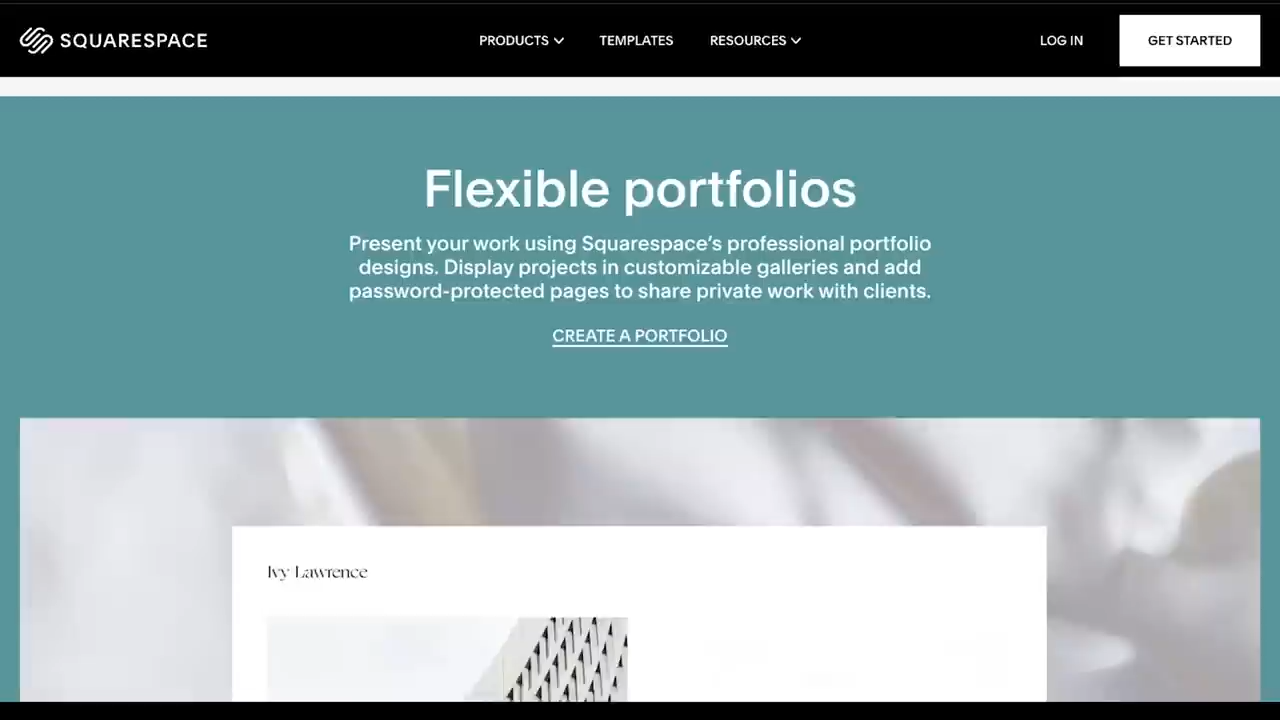 SQUARESPACE
PRODUCTS
TEMPLATES
RESOURCES
LOG IN
GET STARTED
Flexible portfolios
Present your work using Squarespace’s professional portfolio
designs. Display projects in customizable galleries and add
password-protected pages to share private work with clients.
CREATE A PORTFOLIO
Ivy Lawrence